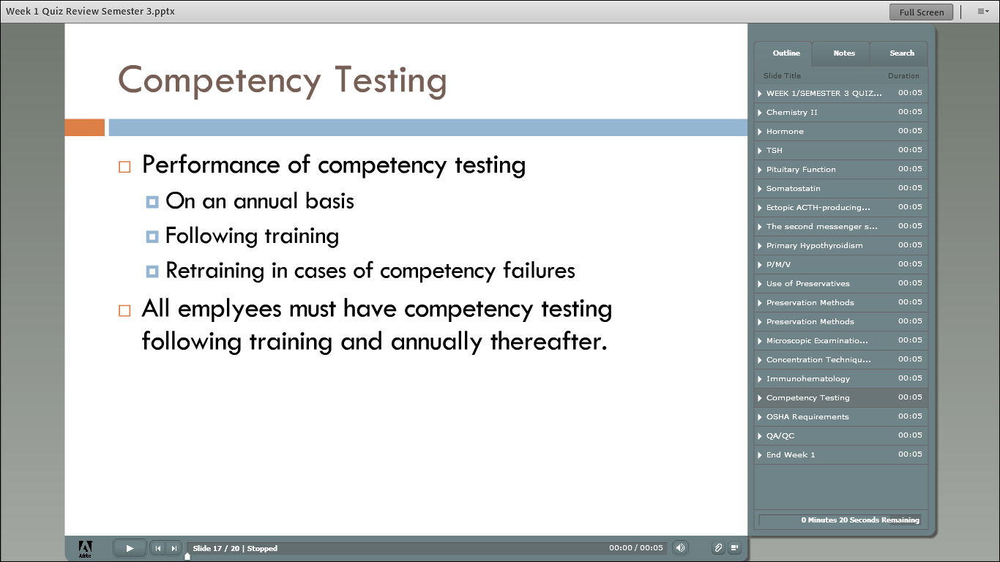 Week 1 Quiz Review Semester 3.pptx
Full Screen
Competency Testing
Performance of competency testing
On an annual basis
Following training
Retraining in cases of competency failures
All emplyees must have competency testing
following training and annually thereafter.
Outline Notes Search
Slide Title Duration
WEEK 1/SEMESTER 3 QUIZ... 00:05
Chemistry II 00:05
Hormone 00:05
TSH 00:05
Pituitary Function 00:05
Somatostatin 00:05
Ectopic ACTH-producing... 00:05
The second messenger s... 00:05
Primary Hypothyroidism 00:05
P/M/V 00:05
Use of Preservatives 00:05
Preservation Methods 00:05
Preservation Methods 00:05
Microscopic Examinatio... 00:05
Concentration Techniqu... 00:05
Immunohematology 00:05
Competency Testing 00:05
OSHA Requirements 00:05
QA/QC 00:05
End Week 1 00:05
0 Minutes 20 Seconds Remaining
Adobe
Slide 17 / 20 | Stopped
00:00 / 00:05